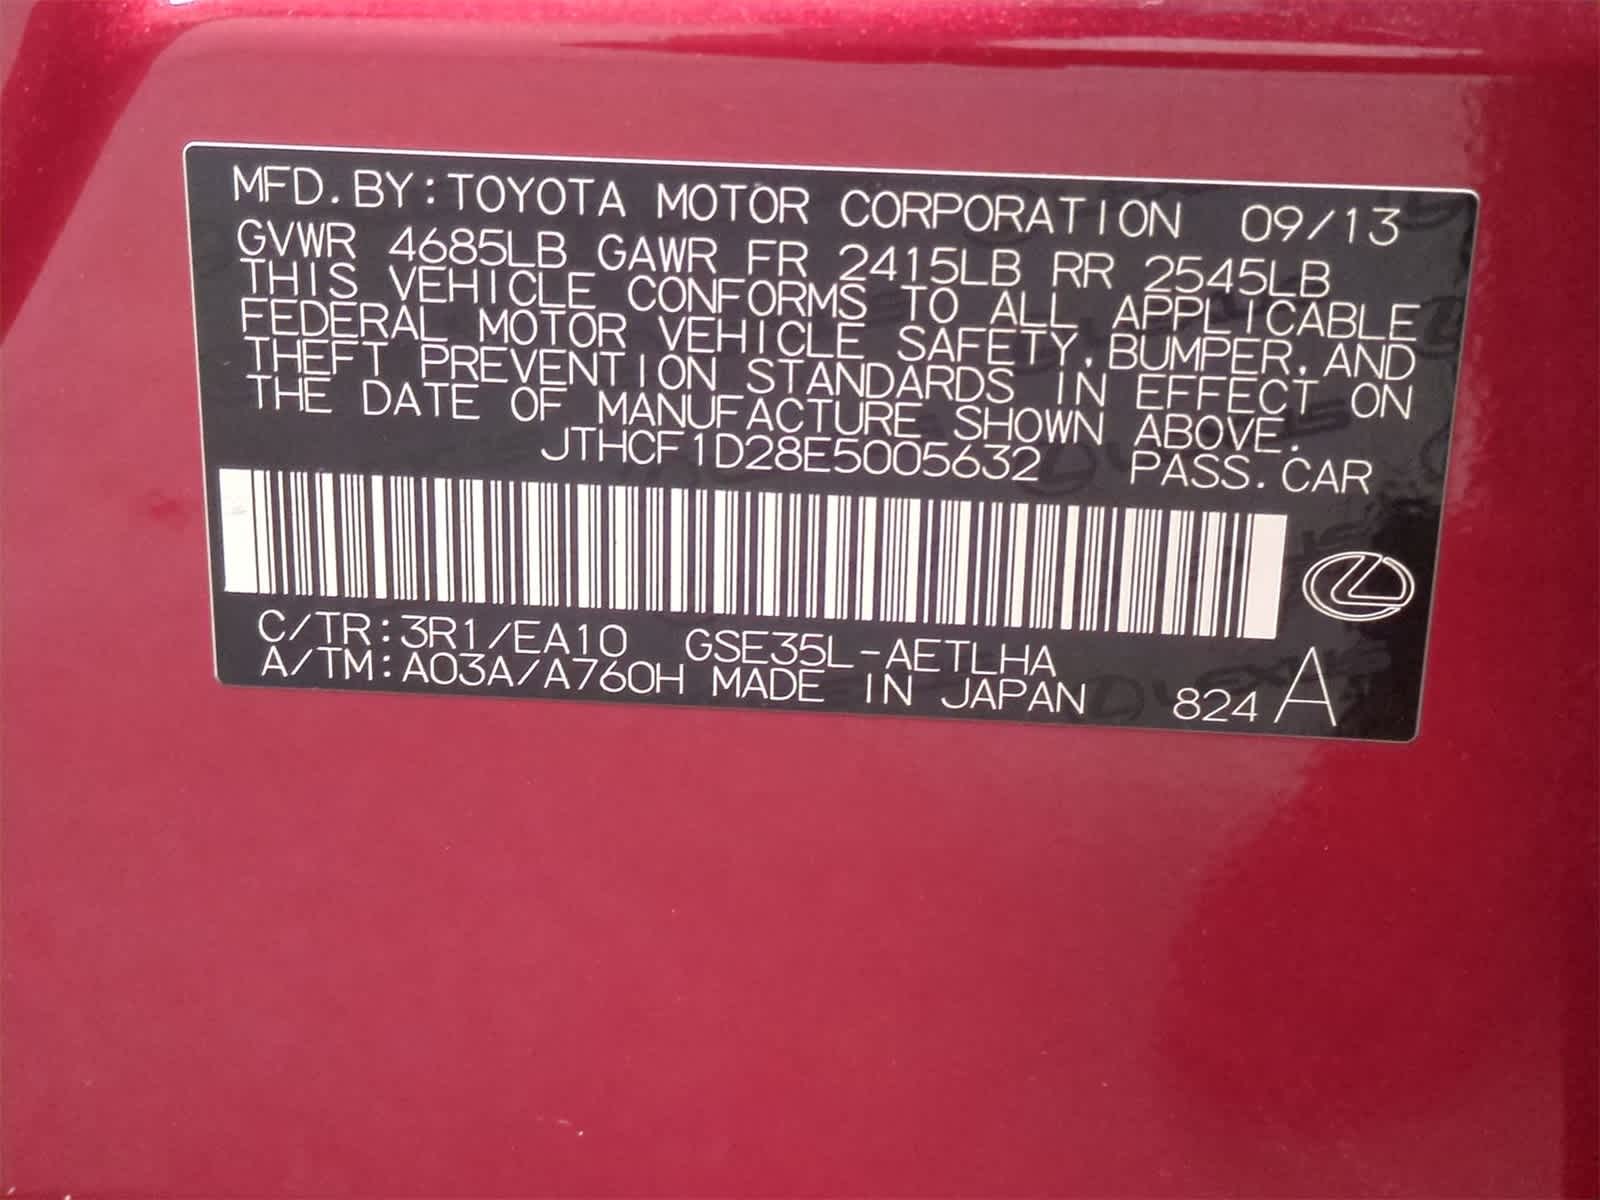 MFD.BY:TOYOTA MOTOR CORPORATION 09/13
GVWR 4685LB GAWR FR 2415LB RR 2545LB
THIS VEHICLE CONFORMS TO ALL APPLICABLE
FEDERAL MOTOR VEHICLE SAFETY,BUMPER,AND
THEFT PREVENTION STANDARDS IN EFFECT ON
THE DATE OF MANUFACTURE SHOWN ABOVE.
JTHCF1D28E5005632 PASS.CAR
C/TR:3R1/EA10 GSE35L-AETLHA
A/TM:A03A/A760H MADE IN JAPAN 824 A